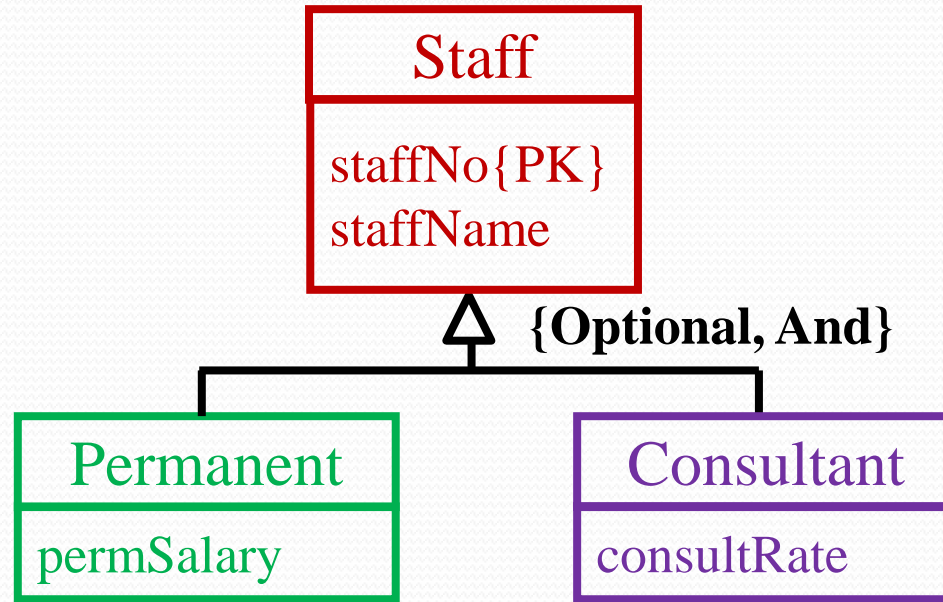 Staff
staffNo{PK}
staffName
{Optional, And}
Permanent
permSalary
Consultant
consultRate